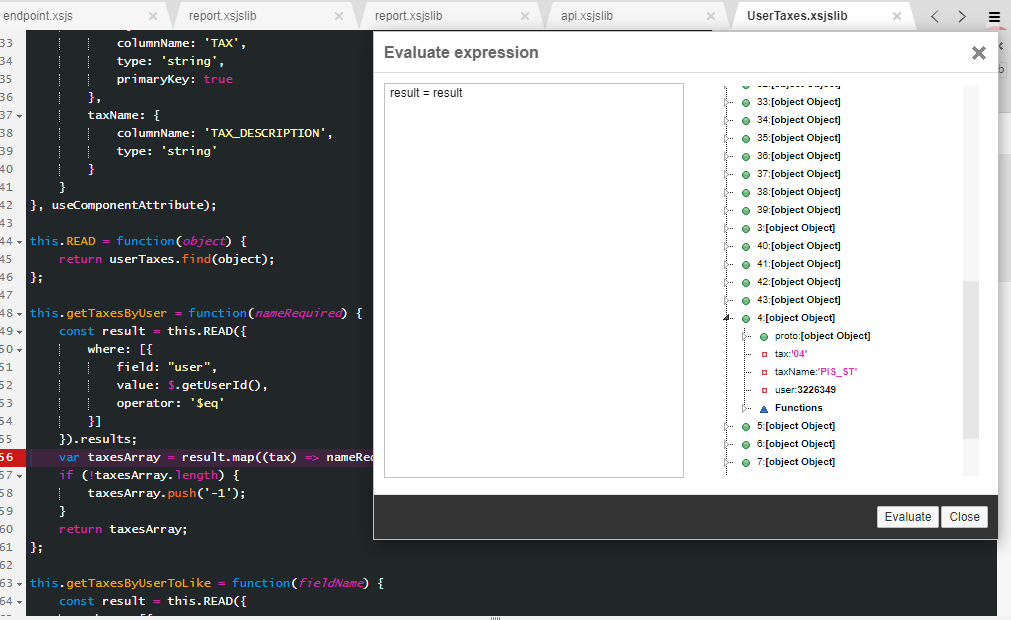 endpoint.xsjs
report.xsjslib
report.xsjslib
api.xsjslib
UserTaxes.xsjslib
33 columnName: 'TAX',
34 type: 'string',
35 primaryKey: true
36 },
37 taxName: {
38 columnName: 'TAX_DESCRIPTION',
39 type: 'string'
40 }
41 }
42 }, useComponentAttribute);
43
44 this.READ = function(object) {
45 return userTaxes.find(object);
46 };
47
48 this.getTaxesByUser = function(nameRequired) {
49 const result = this.READ({
50 where: [{
51 field: "user",
52 value: $.getUserId(),
53 operator: '$eq'
54 }]
55 }).results;
56 var taxesArray = result.map((tax) => nameRec
57 if (!taxesArray.length) {
58 taxesArray.push('-1');
59 }
60 return taxesArray;
61 };
62
63 this.getTaxesByUserToLike = function(fieldName) {
64 const result = this.READ({
Evaluate expression
result = result
33:[object Object]
34:[object Object]
35:[object Object]
36:[object Object]
37:[object Object]
38:[object Object]
39:[object Object]
3:[object Object]
40:[object Object]
41:[object Object]
42:[object Object]
43:[object Object]
4:[object Object]
proto:[object Object]
tax:'04'
taxName:'PIS_ST'
user:3226349
Functions
5:[object Object]
6:[object Object]
7:[object Object]
Evaluate
Close